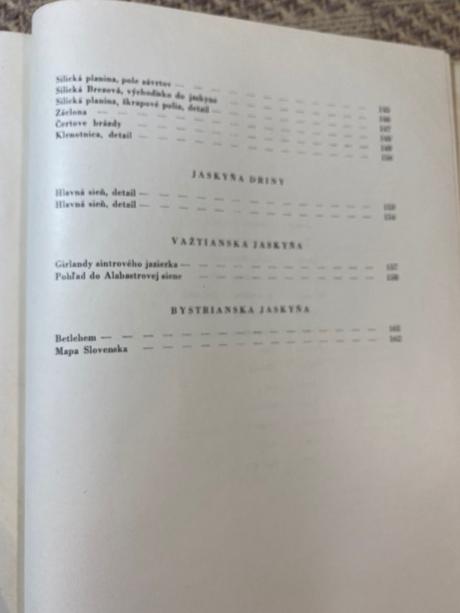 Silická planina, pole závrtov — — — — — — — — 145
Silická Brezová, východisko do jaskyne — — — — — 146
Silická planina, škrapové polia, detail — — — — — 147
Záclona — — — — — — — — — — 148
Čertove brázdy — — — — — — — — — 149
Klenotnica, detail — — — — — — — — — 150
JASKYŇA DRINY
Hlavná sieň, detail — — — — — — — — — 153
Hlavná sieň, detail — — — — — — — — — 154
VAŽTIANSKA JASKYŇA
Girlandy sintrového jazierka — — — — — — — — 157
Pohľad do Alabastrovej siene — — — — — — — 158
BYSTRIANSKA JASKYŇA
Betlehem — — — — — — — — — — 161
Mapa Slovenska — — — — — — — — — 162